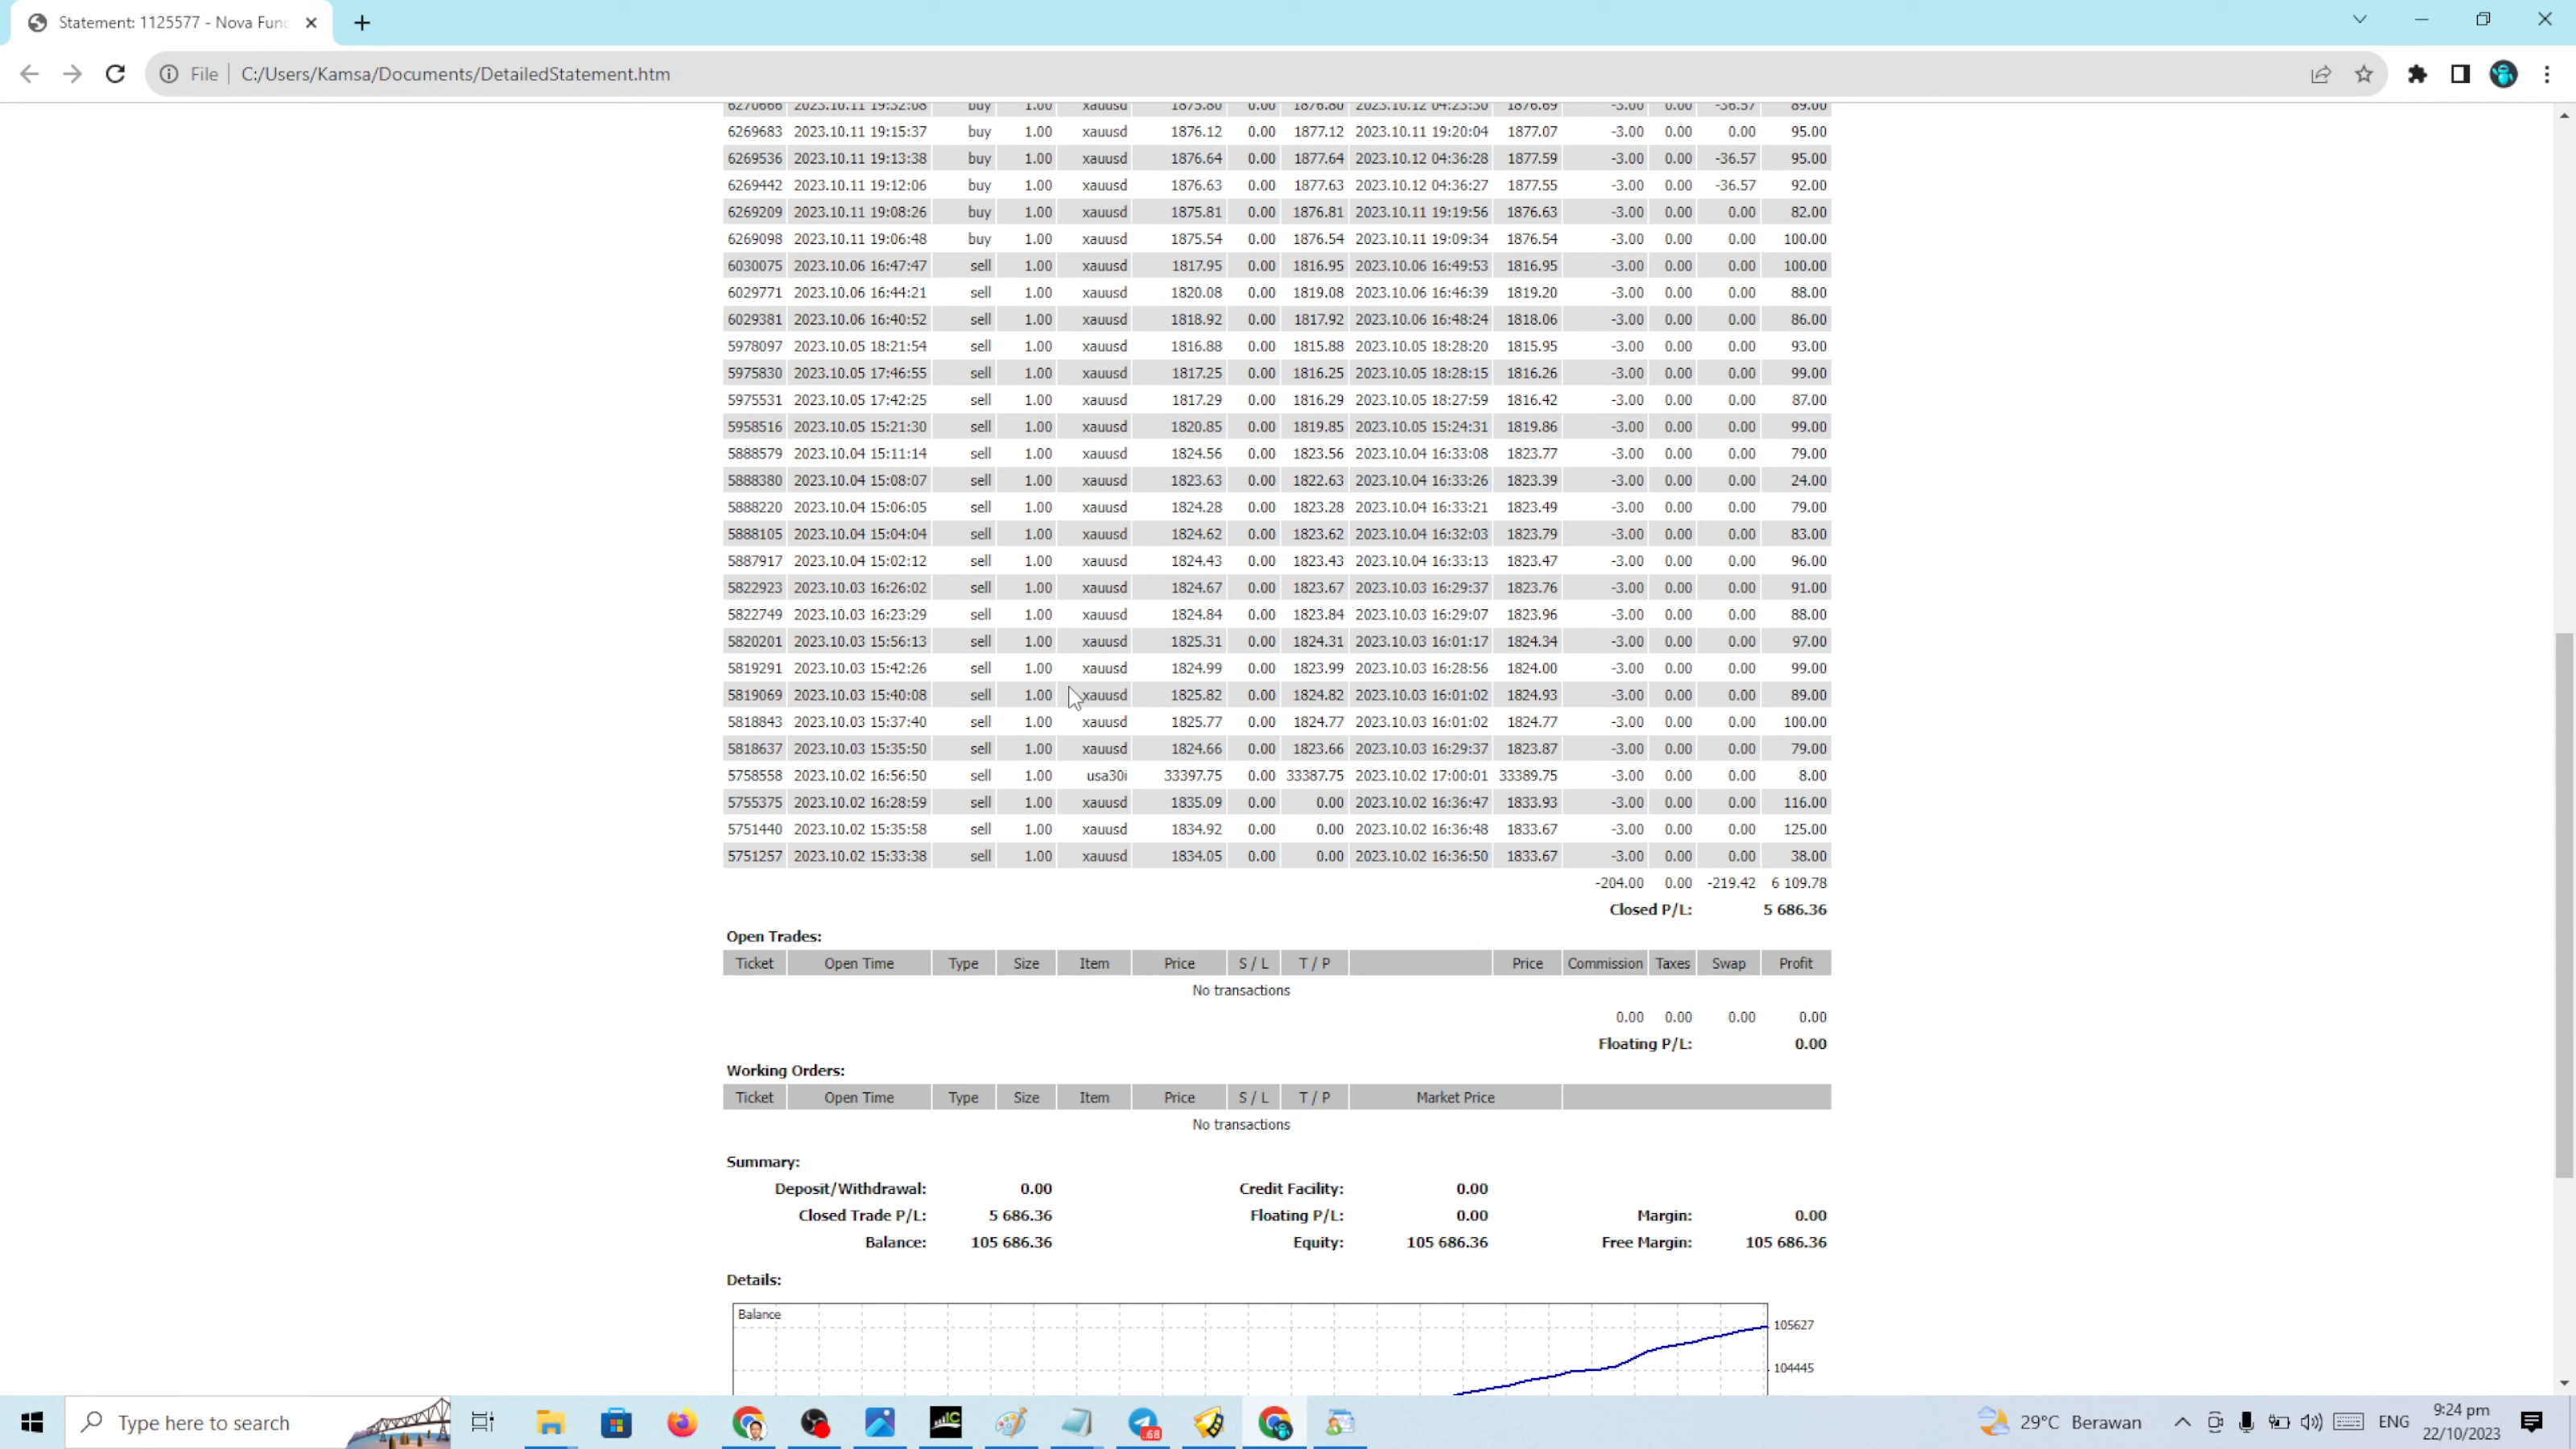 Statement: 1125577 - Nova Fun
File C:/Users/Kamsa/Documents/DetailedStatement.htm
6270666 2023.10.11 19:32:08 buy 1.00 xauusd 1875.80 0.00 1876.80 2023.10.12 04:23:30 1876.69 -3.00 0.00 -36.57 89.00
6269683 2023.10.11 19:15:37 buy 1.00 xauusd 1876.12 0.00 1877.12 2023.10.11 19:20:04 1877.07 -3.00 0.00 0.00 95.00
6269536 2023.10.11 19:13:38 buy 1.00 xauusd 1876.64 0.00 1877.64 2023.10.12 04:36:28 1877.59 -3.00 0.00 -36.57 95.00
6269442 2023.10.11 19:12:06 buy 1.00 xauusd 1876.63 0.00 1877.63 2023.10.12 04:36:27 1877.55 -3.00 0.00 -36.57 92.00
6269209 2023.10.11 19:08:26 buy 1.00 xauusd 1875.81 0.00 1876.81 2023.10.11 19:19:56 1876.63 -3.00 0.00 0.00 82.00
6269098 2023.10.11 19:06:48 buy 1.00 xauusd 1875.54 0.00 1876.54 2023.10.11 19:09:34 1876.54 -3.00 0.00 0.00 100.00
6030075 2023.10.06 16:47:47 sell 1.00 xauusd 1817.95 0.00 1816.95 2023.10.06 16:49:53 1816.95 -3.00 0.00 0.00 100.00
6029771 2023.10.06 16:44:21 sell 1.00 xauusd 1820.08 0.00 1819.08 2023.10.06 16:46:39 1819.20 -3.00 0.00 0.00 88.00
6029381 2023.10.06 16:40:52 sell 1.00 xauusd 1818.92 0.00 1817.92 2023.10.06 16:48:24 1818.06 -3.00 0.00 0.00 86.00
5978097 2023.10.05 18:21:54 sell 1.00 xauusd 1816.88 0.00 1815.88 2023.10.05 18:28:20 1815.95 -3.00 0.00 0.00 93.00
5975830 2023.10.05 17:46:55 sell 1.00 xauusd 1817.25 0.00 1816.25 2023.10.05 18:28:15 1816.26 -3.00 0.00 0.00 99.00
5975531 2023.10.05 17:42:25 sell 1.00 xauusd 1817.29 0.00 1816.29 2023.10.05 18:27:59 1816.42 -3.00 0.00 0.00 87.00
5958516 2023.10.05 15:21:30 sell 1.00 xauusd 1820.85 0.00 1819.85 2023.10.05 15:24:31 1819.86 -3.00 0.00 0.00 99.00
5888579 2023.10.04 15:11:14 sell 1.00 xauusd 1824.56 0.00 1823.56 2023.10.04 16:33:08 1823.77 -3.00 0.00 0.00 79.00
5888380 2023.10.04 15:08:07 sell 1.00 xauusd 1823.63 0.00 1822.63 2023.10.04 16:33:26 1823.39 -3.00 0.00 0.00 24.00
5888220 2023.10.04 15:06:05 sell 1.00 xauusd 1824.28 0.00 1823.28 2023.10.04 16:33:21 1823.49 -3.00 0.00 0.00 79.00
5888105 2023.10.04 15:04:04 sell 1.00 xauusd 1824.62 0.00 1823.62 2023.10.04 16:32:03 1823.79 -3.00 0.00 0.00 83.00
5887917 2023.10.04 15:02:12 sell 1.00 xauusd 1824.43 0.00 1823.43 2023.10.04 16:33:13 1823.47 -3.00 0.00 0.00 96.00
5822923 2023.10.03 16:26:02 sell 1.00 xauusd 1824.67 0.00 1823.67 2023.10.03 16:29:37 1823.76 -3.00 0.00 0.00 91.00
5822749 2023.10.03 16:23:29 sell 1.00 xauusd 1824.84 0.00 1823.84 2023.10.03 16:29:07 1823.96 -3.00 0.00 0.00 88.00
5820201 2023.10.03 15:56:13 sell 1.00 xauusd 1825.31 0.00 1824.31 2023.10.03 16:01:17 1824.34 -3.00 0.00 0.00 97.00
5819291 2023.10.03 15:42:26 sell 1.00 xauusd 1824.99 0.00 1823.99 2023.10.03 16:28:56 1824.00 -3.00 0.00 0.00 99.00
5819069 2023.10.03 15:40:08 sell 1.00 xauusd 1825.82 0.00 1824.82 2023.10.03 16:01:02 1824.93 -3.00 0.00 0.00 89.00
5818843 2023.10.03 15:37:40 sell 1.00 xauusd 1825.77 0.00 1824.77 2023.10.03 16:01:02 1824.77 -3.00 0.00 0.00 100.00
5818637 2023.10.03 15:35:50 sell 1.00 xauusd 1824.66 0.00 1823.66 2023.10.03 16:29:37 1823.87 -3.00 0.00 0.00 79.00
5758558 2023.10.02 16:56:50 sell 1.00 usa30i 33397.75 0.00 33387.75 2023.10.02 17:00:01 33389.75 -3.00 0.00 0.00 8.00
5755375 2023.10.02 16:28:59 sell 1.00 xauusd 1835.09 0.00 0.00 2023.10.02 16:36:47 1833.93 -3.00 0.00 0.00 116.00
5751440 2023.10.02 15:35:58 sell 1.00 xauusd 1834.92 0.00 0.00 2023.10.02 16:36:48 1833.67 -3.00 0.00 0.00 125.00
5751257 2023.10.02 15:33:38 sell 1.00 xauusd 1834.05 0.00 0.00 2023.10.02 16:36:50 1833.67 -3.00 0.00 0.00 38.00
-204.00 0.00 -219.42 6 109.78
Closed P/L: 5 686.36
Open Trades:
Ticket Open Time Type Size Item Price S / L T / P Price Commission Taxes Swap Profit
No transactions
0.00 0.00 0.00 0.00
Floating P/L: 0.00
Working Orders:
Ticket Open Time Type Size Item Price S / L T / P Market Price
No transactions
Summary:
Deposit/Withdrawal: 0.00 Credit Facility: 0.00
Closed Trade P/L: 5 686.36 Floating P/L: 0.00 Margin: 0.00
Balance: 105 686.36 Equity: 105 686.36 Free Margin: 105 686.36
Details:
Balance
105627
104445
Type here to search
.68
29°C Berawan
ENG
9:24 pm
22/10/2023